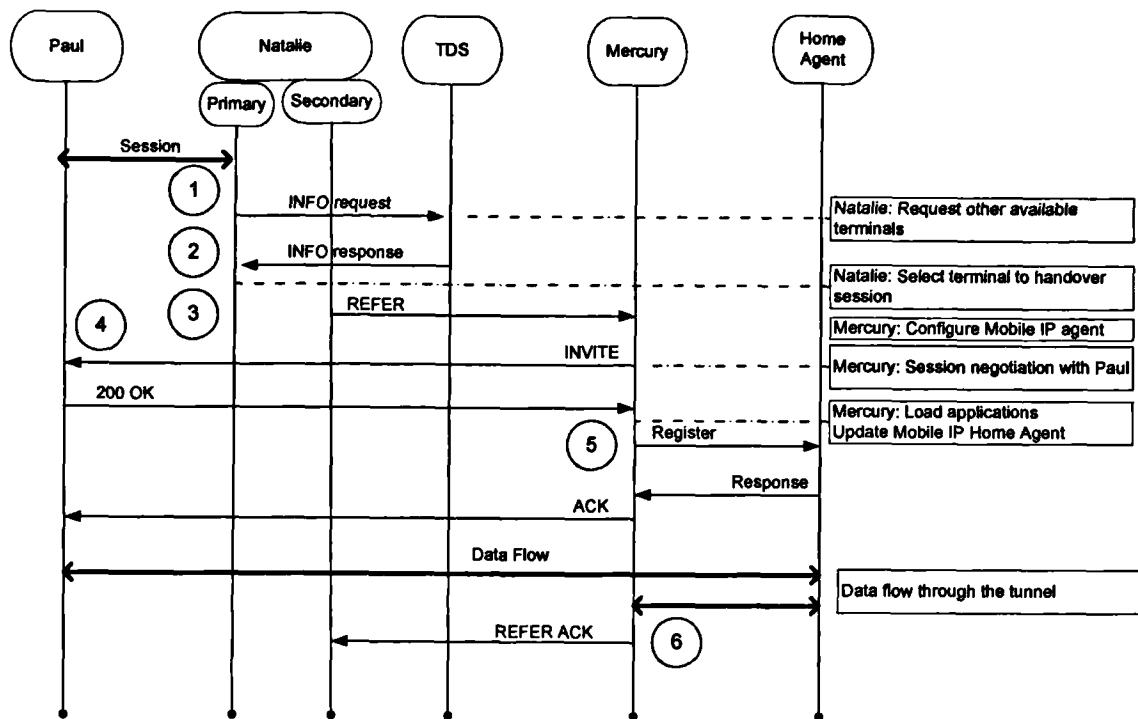 Paul
Natalie
TDS
Mercury
Home
Agent
Primary
Secondary
Session
1
INFO request
Natalie: Request other available
terminals
2
INFO response
Natalie: Select terminal to handover
session
3
REFER
4
Mercury: Configure Mobile IP agent
INVITE
Mercury: Session negotiation with Paul
200 OK
Mercury: Load applications
Update Mobile IP Home Agent
5
Register
Response
ACK
Data Flow
Data flow through the tunnel
REFER ACK
6